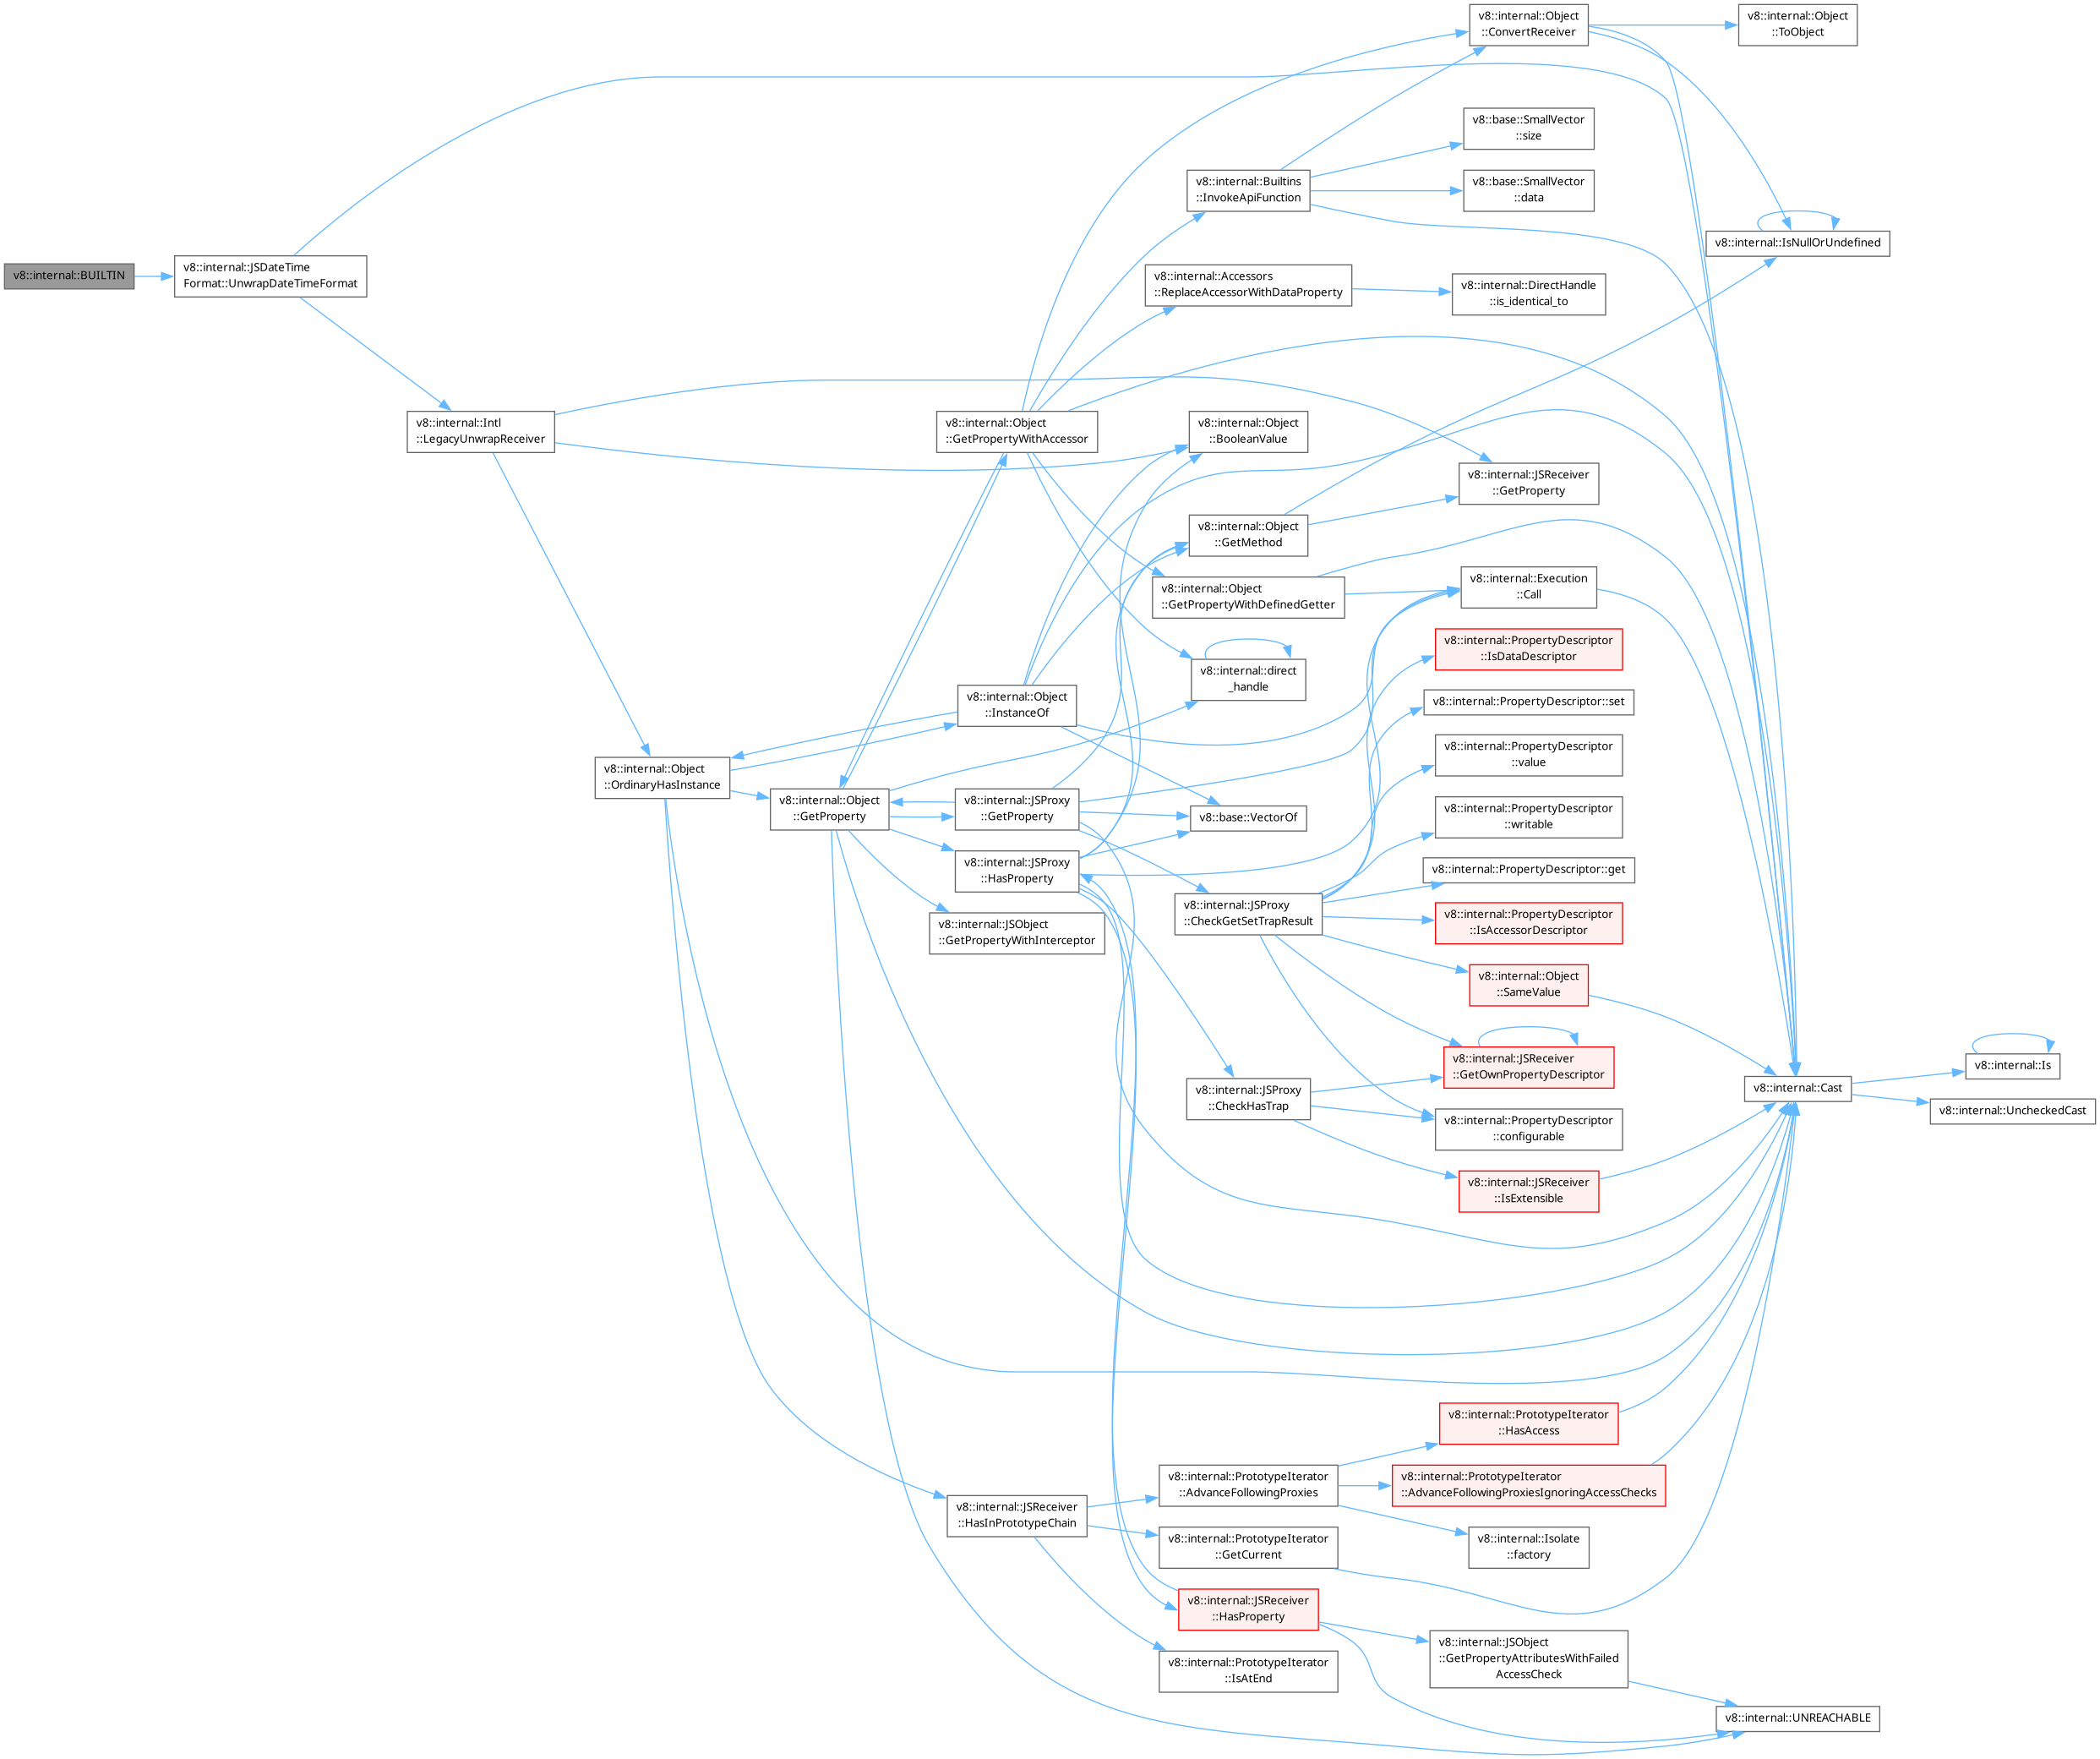 v8::internal::BUILTIN
v8::internal::JSDateTime
Format::UnwrapDateTimeFormat
v8::internal::Intl
::LegacyUnwrapReceiver
v8::internal::Object
::OrdinaryHasInstance
v8::internal::Object
::GetProperty
v8::internal::Object
::GetPropertyWithAccessor
v8::internal::Object
::InstanceOf
v8::internal::JSProxy
::GetProperty
v8::internal::JSProxy
::HasProperty
v8::internal::JSObject
::GetPropertyWithInterceptor
v8::internal::JSReceiver
::HasInPrototypeChain
v8::internal::Builtins
::InvokeApiFunction
v8::internal::Accessors
::ReplaceAccessorWithDataProperty
v8::internal::Object
::BooleanValue
v8::internal::Object
::GetMethod
v8::internal::Object
::GetPropertyWithDefinedGetter
v8::internal::direct
_handle
v8::base::VectorOf
v8::internal::JSProxy
::CheckGetSetTrapResult
v8::internal::JSProxy
::CheckHasTrap
v8::internal::PrototypeIterator
::AdvanceFollowingProxies
v8::internal::PrototypeIterator
::GetCurrent
v8::internal::JSReceiver
::HasProperty
v8::internal::PrototypeIterator
::IsAtEnd
v8::internal::Object
::ConvertReceiver
v8::base::SmallVector
::size
v8::base::SmallVector
::data
v8::internal::DirectHandle
::is_identical_to
v8::internal::JSReceiver
::GetProperty
v8::internal::Execution
::Call
v8::internal::PropertyDescriptor
::IsDataDescriptor
v8::internal::PropertyDescriptor::set
v8::internal::PropertyDescriptor
::value
v8::internal::PropertyDescriptor
::writable
v8::internal::PropertyDescriptor::get
v8::internal::PropertyDescriptor
::IsAccessorDescriptor
v8::internal::Object
::SameValue
v8::internal::JSReceiver
::GetOwnPropertyDescriptor
v8::internal::PropertyDescriptor
::configurable
v8::internal::JSReceiver
::IsExtensible
v8::internal::PrototypeIterator
::HasAccess
v8::internal::PrototypeIterator
::AdvanceFollowingProxiesIgnoringAccessChecks
v8::internal::Isolate
::factory
v8::internal::JSObject
::GetPropertyAttributesWithFailed
AccessCheck
v8::internal::Object
::ToObject
v8::internal::IsNullOrUndefined
v8::internal::Cast
v8::internal::UNREACHABLE
v8::internal::Is
v8::internal::UncheckedCast